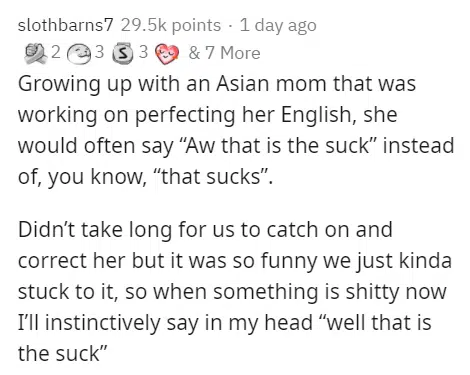 slothbarns7 29.5k points · 1 day ago
2 3 S 3 & 7 More
Growing up with an Asian mom that was
working on perfecting her English, she
would often say “Aw that is the suck” instead
of, you know, “that sucks”.
Didn’t take long for us to catch on and
correct her but it was so funny we just kinda
stuck to it, so when something is shitty now
I’ll instinctively say in my head “well that is
the suck”